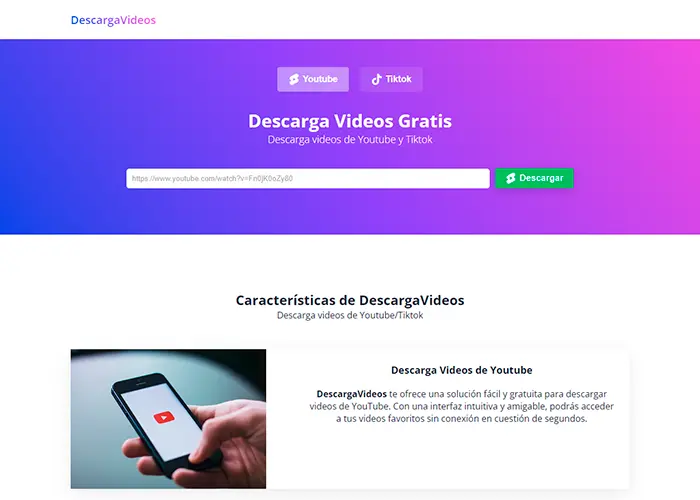 DescargaVideos
Youtube
Tiktok
Descarga Videos Gratis
Descarga videos de Youtube y Tiktok
https://www.youtube.com/watch?v=Fn0jK0oZy80
Descargar
Características de DescargaVideos
Descarga videos de Youtube/Tiktok
Descarga Videos de Youtube
DescargaVideos te ofrece una solución fácil y gratuita para descargar
videos de YouTube. Con una interfaz intuitiva y amigable, podrás acceder
a tus videos favoritos sin conexión en cuestión de segundos.